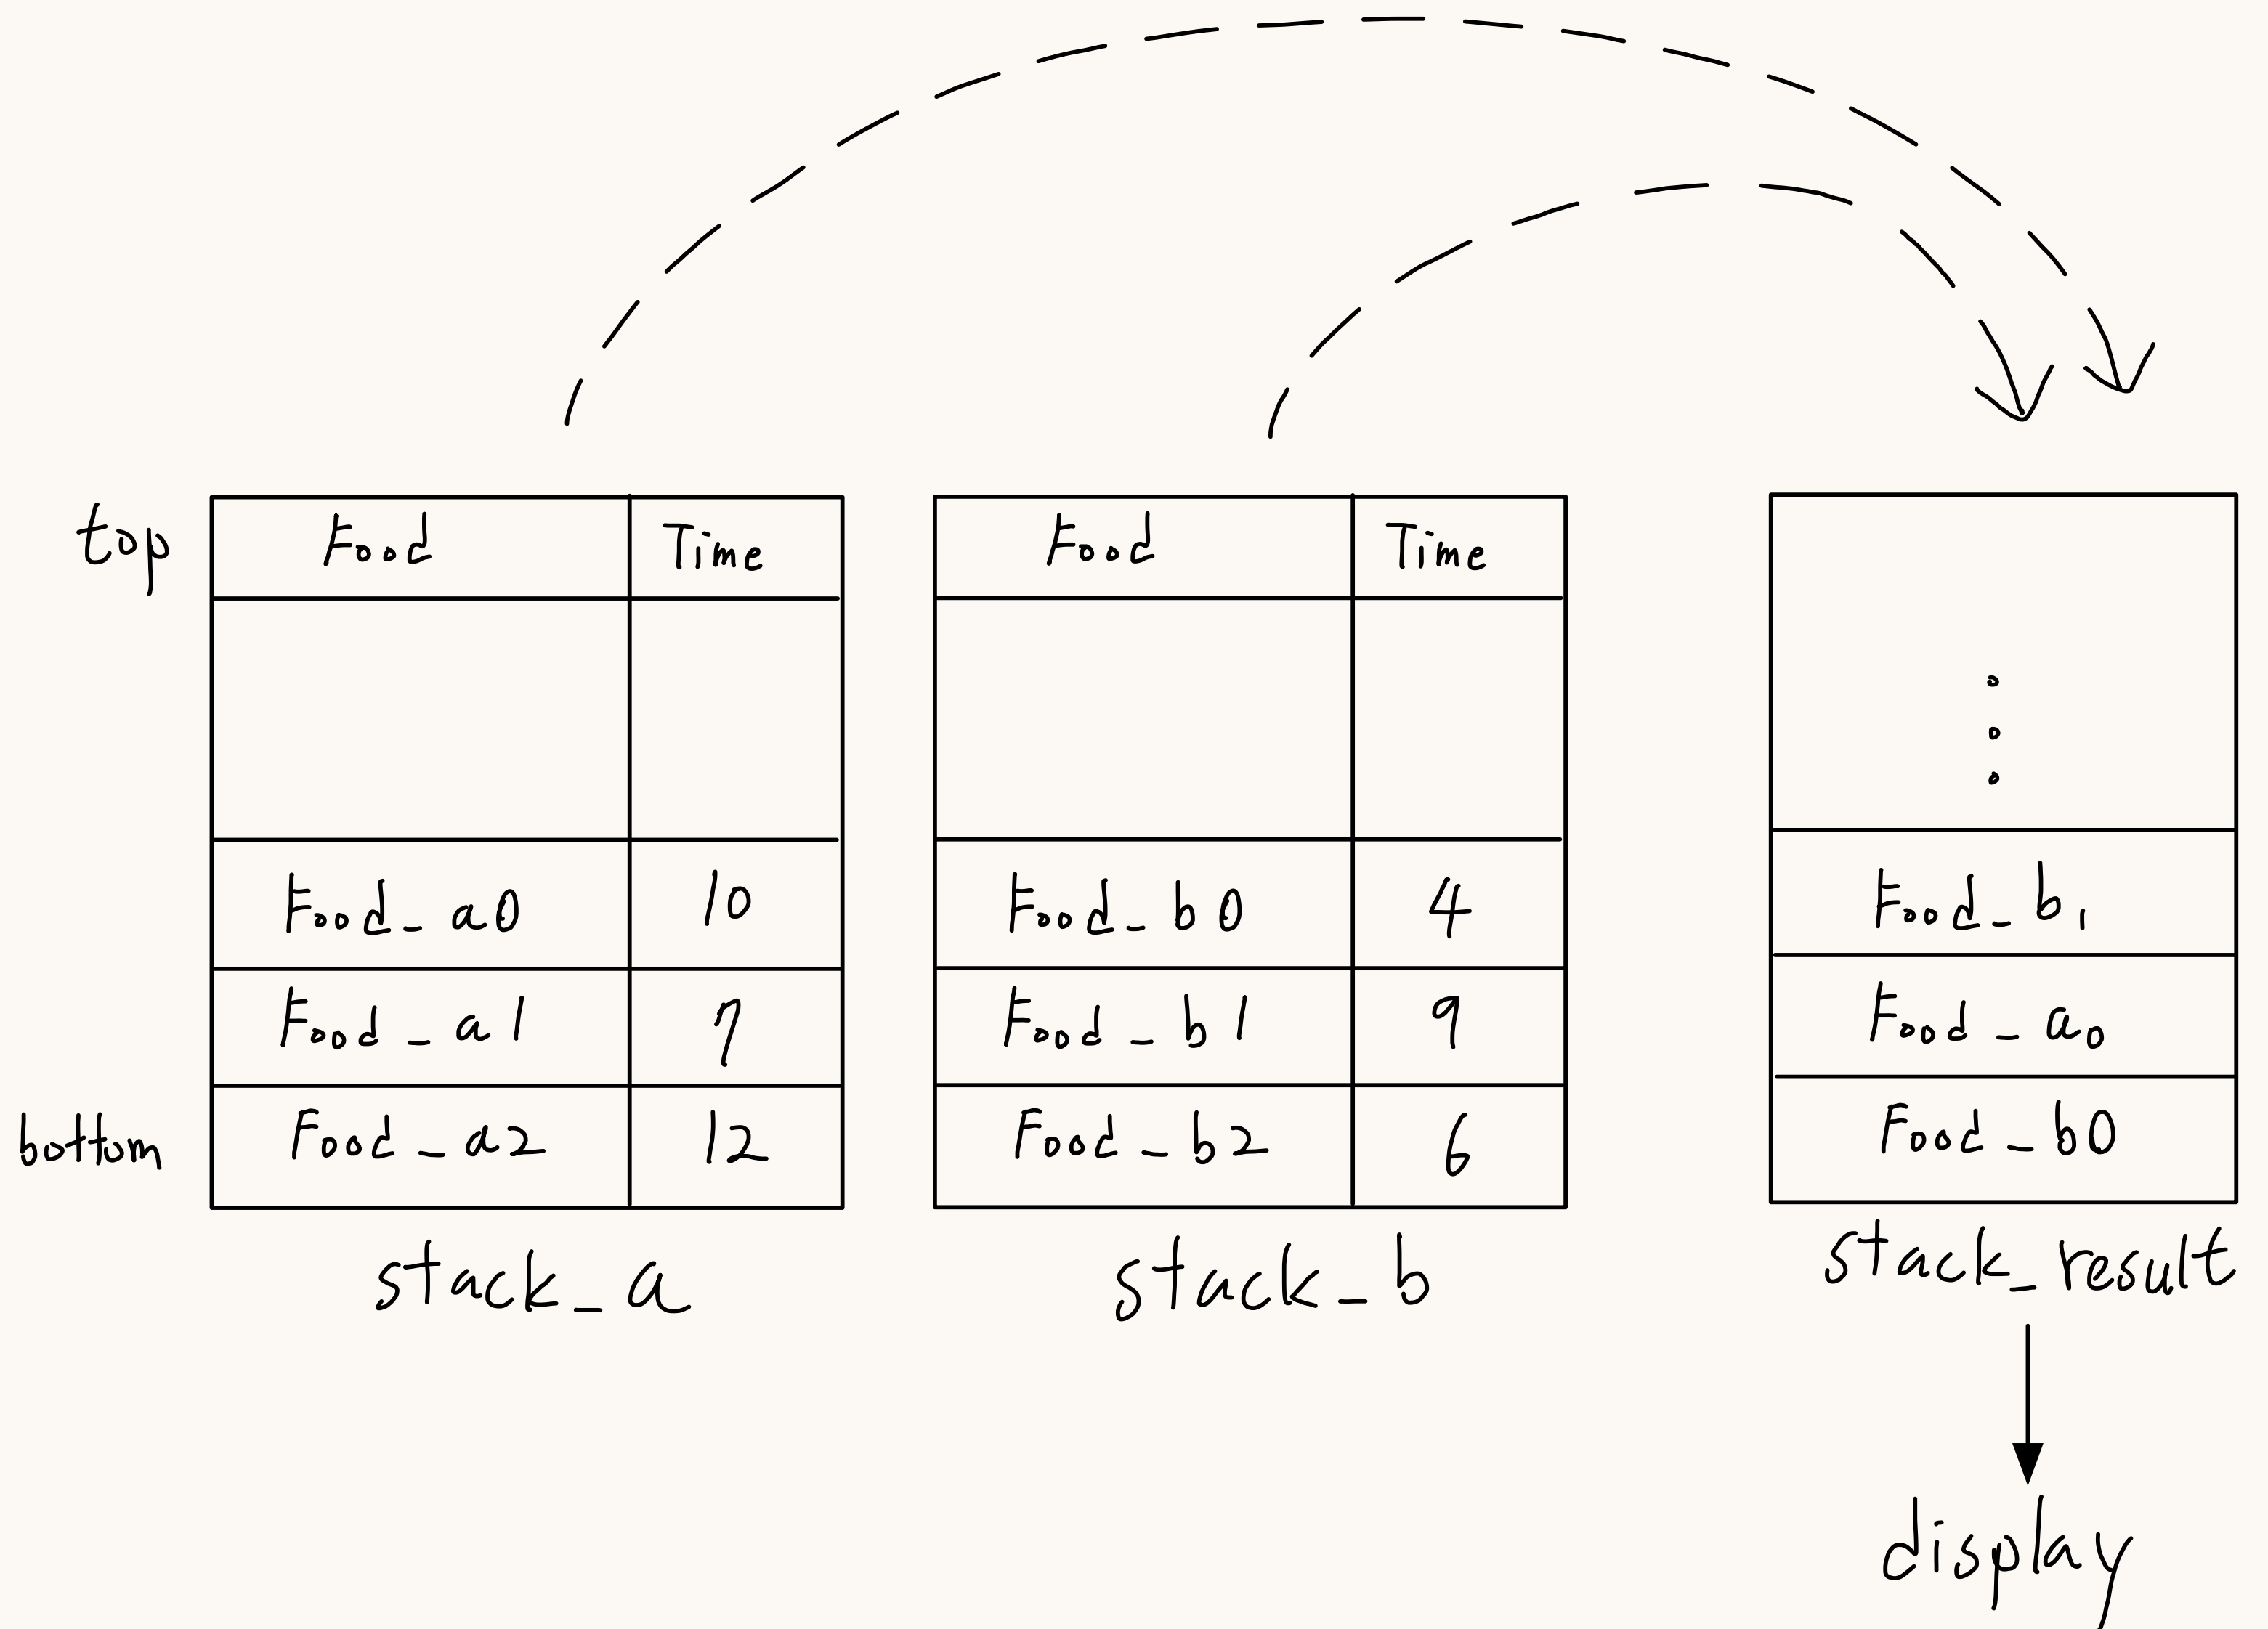 top
Food Time
Food_a0 10
Food_a1 7
bottom
Food_a2 12
stack_a
Food Time
Food_b0 4
Food_b1 9
Food_b2 6
stack_b
Food_b1
Food_a0
Food_b0
stack_result
display